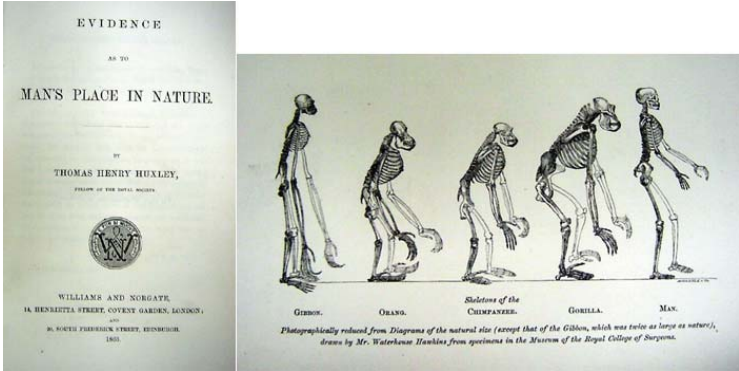 EVIDENCE
AS TO
MAN'S PLACE IN NATURE.
BY
THOMAS HENRY HUXLEY,
FELLOW OF THE ROYAL SOCIETY.
WILLIAMS AND NORGATE,
14, HENRIETTA STREET, COVENT GARDEN, LONDON;
AND
20, SOUTH FREDERICK STREET, EDINBURGH.
1863.
Skeletons of the
GIBBON. ORANG. CHIMPANZEE. GORILLA. MAN.
Photographically reduced from Diagrams of the natural size (except that of the Gibbon, which was twice as large as nature),
drawn by Mr. Waterhouse Hawkins from specimens in the Museum of the Royal College of Surgeons.